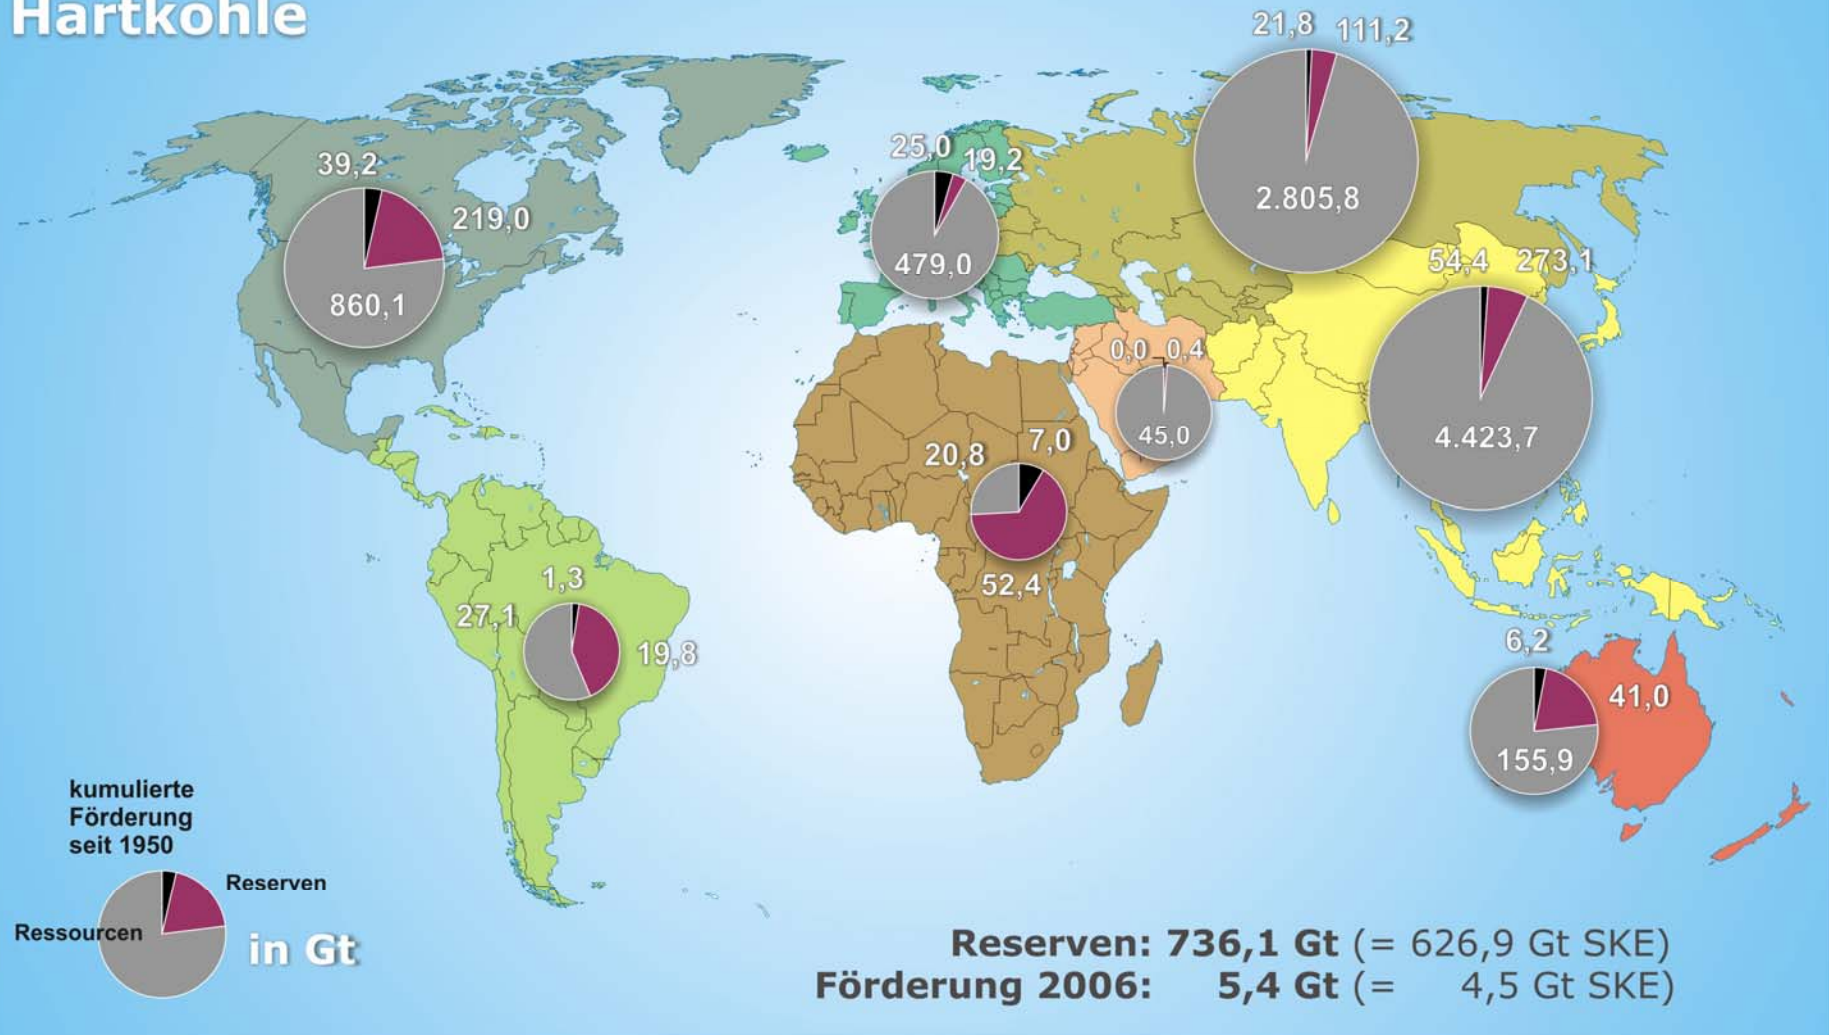 Hartkohle
21,8 111,2
2.805,8
39,2
219,0
860,1
25,0 19,2
479,0
54,4 273,1
4.423,7
0,0 0,4
45,0
20,8 7,0
52,4
1,3
27,1
19,8
6,2
41,0
155,9
kumulierte
Förderung
seit 1950
Reserven
Ressourcen
in Gt
Reserven: 736,1 Gt (= 626,9 Gt SKE)
Förderung 2006: 5,4 Gt (= 4,5 Gt SKE)